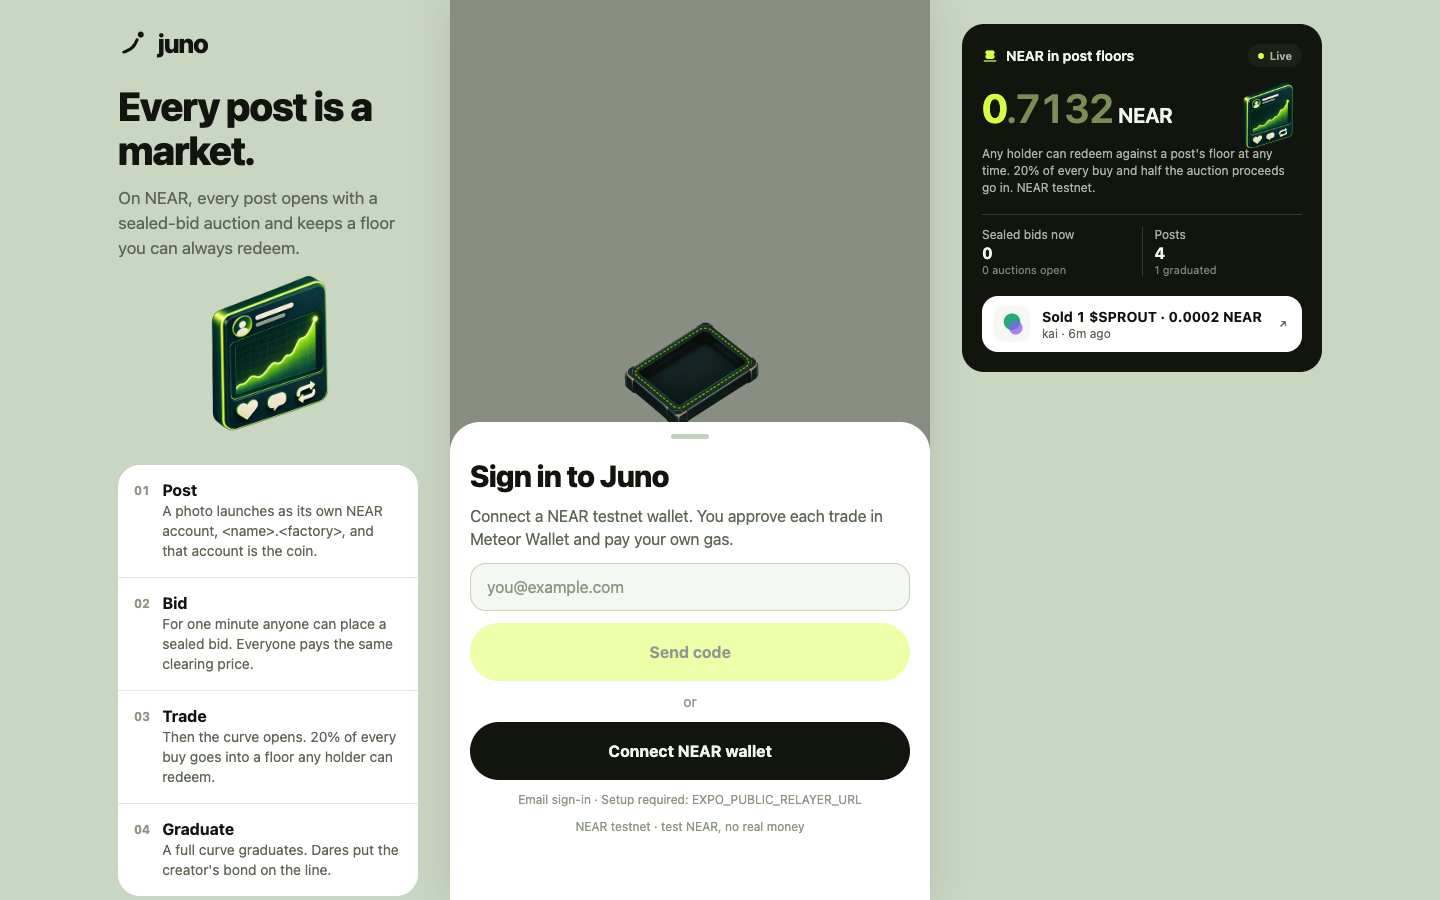 juno
Every post is a
market.
On NEAR, every post opens with a
sealed-bid auction and keeps a floor
you can always redeem.
01 Post
A photo launches as its own NEAR
account, <name>.<factory>, and
that account is the coin.
02 Bid
For one minute anyone can place a
sealed bid. Everyone pays the same
clearing price.
03 Trade
Then the curve opens. 20% of every
buy goes into a floor any holder can
redeem.
04 Graduate
A full curve graduates. Dares put the
creator's bond on the line.
Sign in to Juno
Connect a NEAR testnet wallet. You approve each trade in
Meteor Wallet and pay your own gas.
you@example.com
Send code
or
Connect NEAR wallet
Email sign-in · Setup required: EXPO_PUBLIC_RELAYER_URL
NEAR testnet · test NEAR, no real money
NEAR in post floors
Live
0.7132 NEAR
Any holder can redeem against a post's floor at any
time. 20% of every buy and half the auction proceeds
go in. NEAR testnet.
Sealed bids now
0
0 auctions open
Posts
4
1 graduated
Sold 1 $SPROUT · 0.0002 NEAR
kai · 6m ago